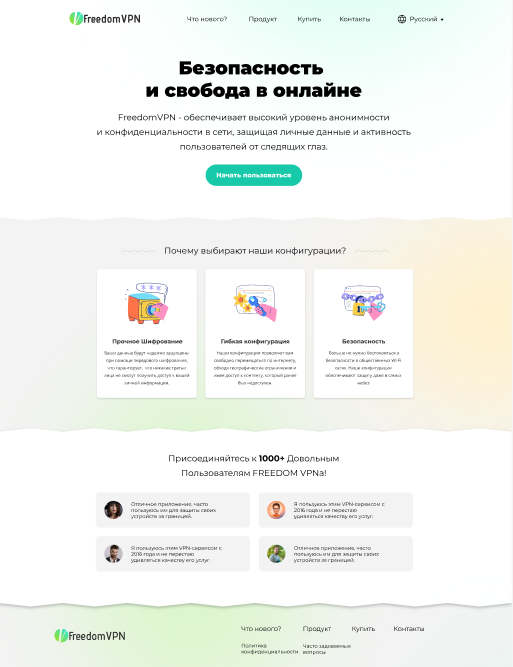 FreedomVPN
Что нового? Продукт Купить Контакты Русский
Безопасность
и свобода в онлайне
FreedomVPN - обеспечивает высокий уровень анонимности
и конфиденциальности в сети, защищая личные данные и активность
пользователей от следящих глаз.
Начать пользоваться
Почему выбирают наши конфигурации?
Прочное Шифрование
Ваши данные будут надежно защищены
при помощи передового шифрования,
что гарантирует, что никакие третьи
лица не смогут получить доступ к вашей
личной информации.
Гибкая конфигурация
Наши конфигурации позволяют вам
свободно перемещаться по интернету,
обходя географические ограничения и
имея доступ к контенту, который ранее
был недоступен.
Безопасность
Больше не нужно беспокоиться о
безопасности в общественных Wi-Fi
сетях. Наши конфигурации
обеспечивают защиту даже в самых
небез
Присоединяйтесь к 1000+ Довольным
Пользователям FREEDOM VPNa!
Отличное приложение, часто
пользуюсь им для защиты своих
устройств за границей.
Я пользуюсь этим VPN-сервисом с
2016 года и не перестаю
удивляться качеству его услуг.
Я пользуюсь этим VPN-сервисом с
2016 года и не перестаю
удивляться качеству его услуг.
Отличное приложение, часто
пользуюсь им для защиты своих
устройств за границей.
FreedomVPN
Что нового? Продукт Купить Контакты
Политика
конфиденциальности
Часто задаваемые
вопросы